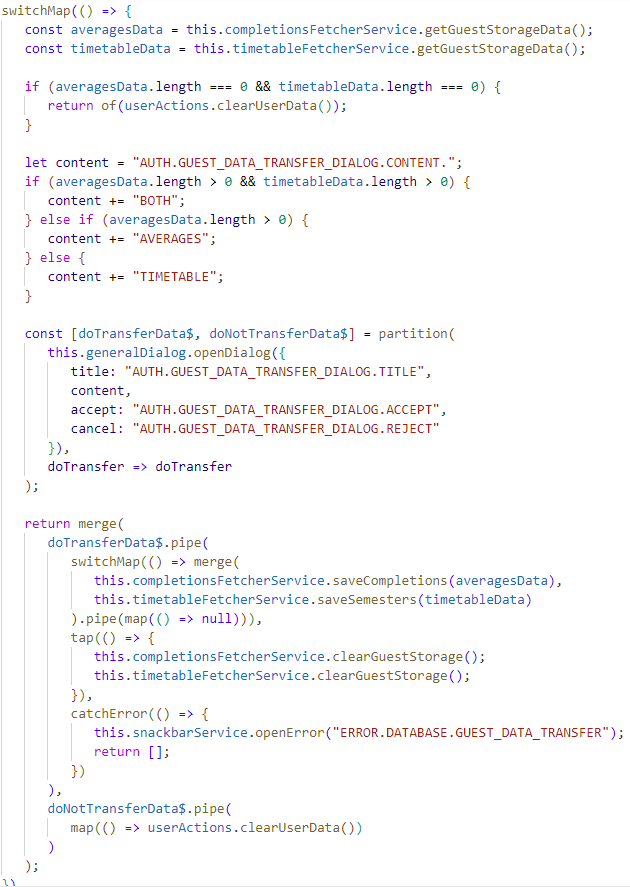 switchMap(() => {
const averagesData = this.completionsFetcherService.getGuestStorageData();
const timetableData = this.timetableFetcherService.getGuestStorageData();
if (averagesData.length === 0 && timetableData.length === 0) {
return of(userActions.clearUserData());
}
let content = "AUTH.GUEST_DATA_TRANSFER_DIALOG.CONTENT.";
if (averagesData.length > 0 && timetableData.length > 0) {
content += "BOTH";
} else if (averagesData.length > 0) {
content += "AVERAGES";
} else {
content += "TIMETABLE";
}
const [doTransferData$, doNotTransferData$] = partition(
this.generalDialog.openDialog({
title: "AUTH.GUEST_DATA_TRANSFER_DIALOG.TITLE",
content,
accept: "AUTH.GUEST_DATA_TRANSFER_DIALOG.ACCEPT",
cancel: "AUTH.GUEST_DATA_TRANSFER_DIALOG.REJECT"
}),
doTransfer => doTransfer
);
return merge(
doTransferData$.pipe(
switchMap(() => merge(
this.completionsFetcherService.saveCompletions(averagesData),
this.timetableFetcherService.saveSemesters(timetableData)
).pipe(map(() => null))),
tap(() => {
this.completionsFetcherService.clearGuestStorage();
this.timetableFetcherService.clearGuestStorage();
}),
catchError(() => {
this.snackbarService.openError("ERROR.DATABASE.GUEST_DATA_TRANSFER");
return [];
})
),
doNotTransferData$.pipe(
map(() => userActions.clearUserData())
)
);
})